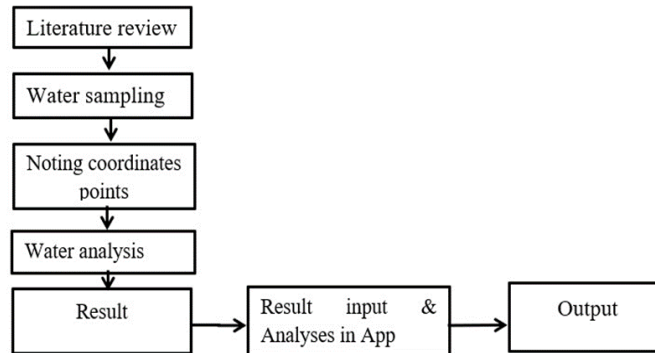 Literature review
Water sampling
Noting coordinates
points
Water analysis
Result
Result input &
Analyses in App
Output